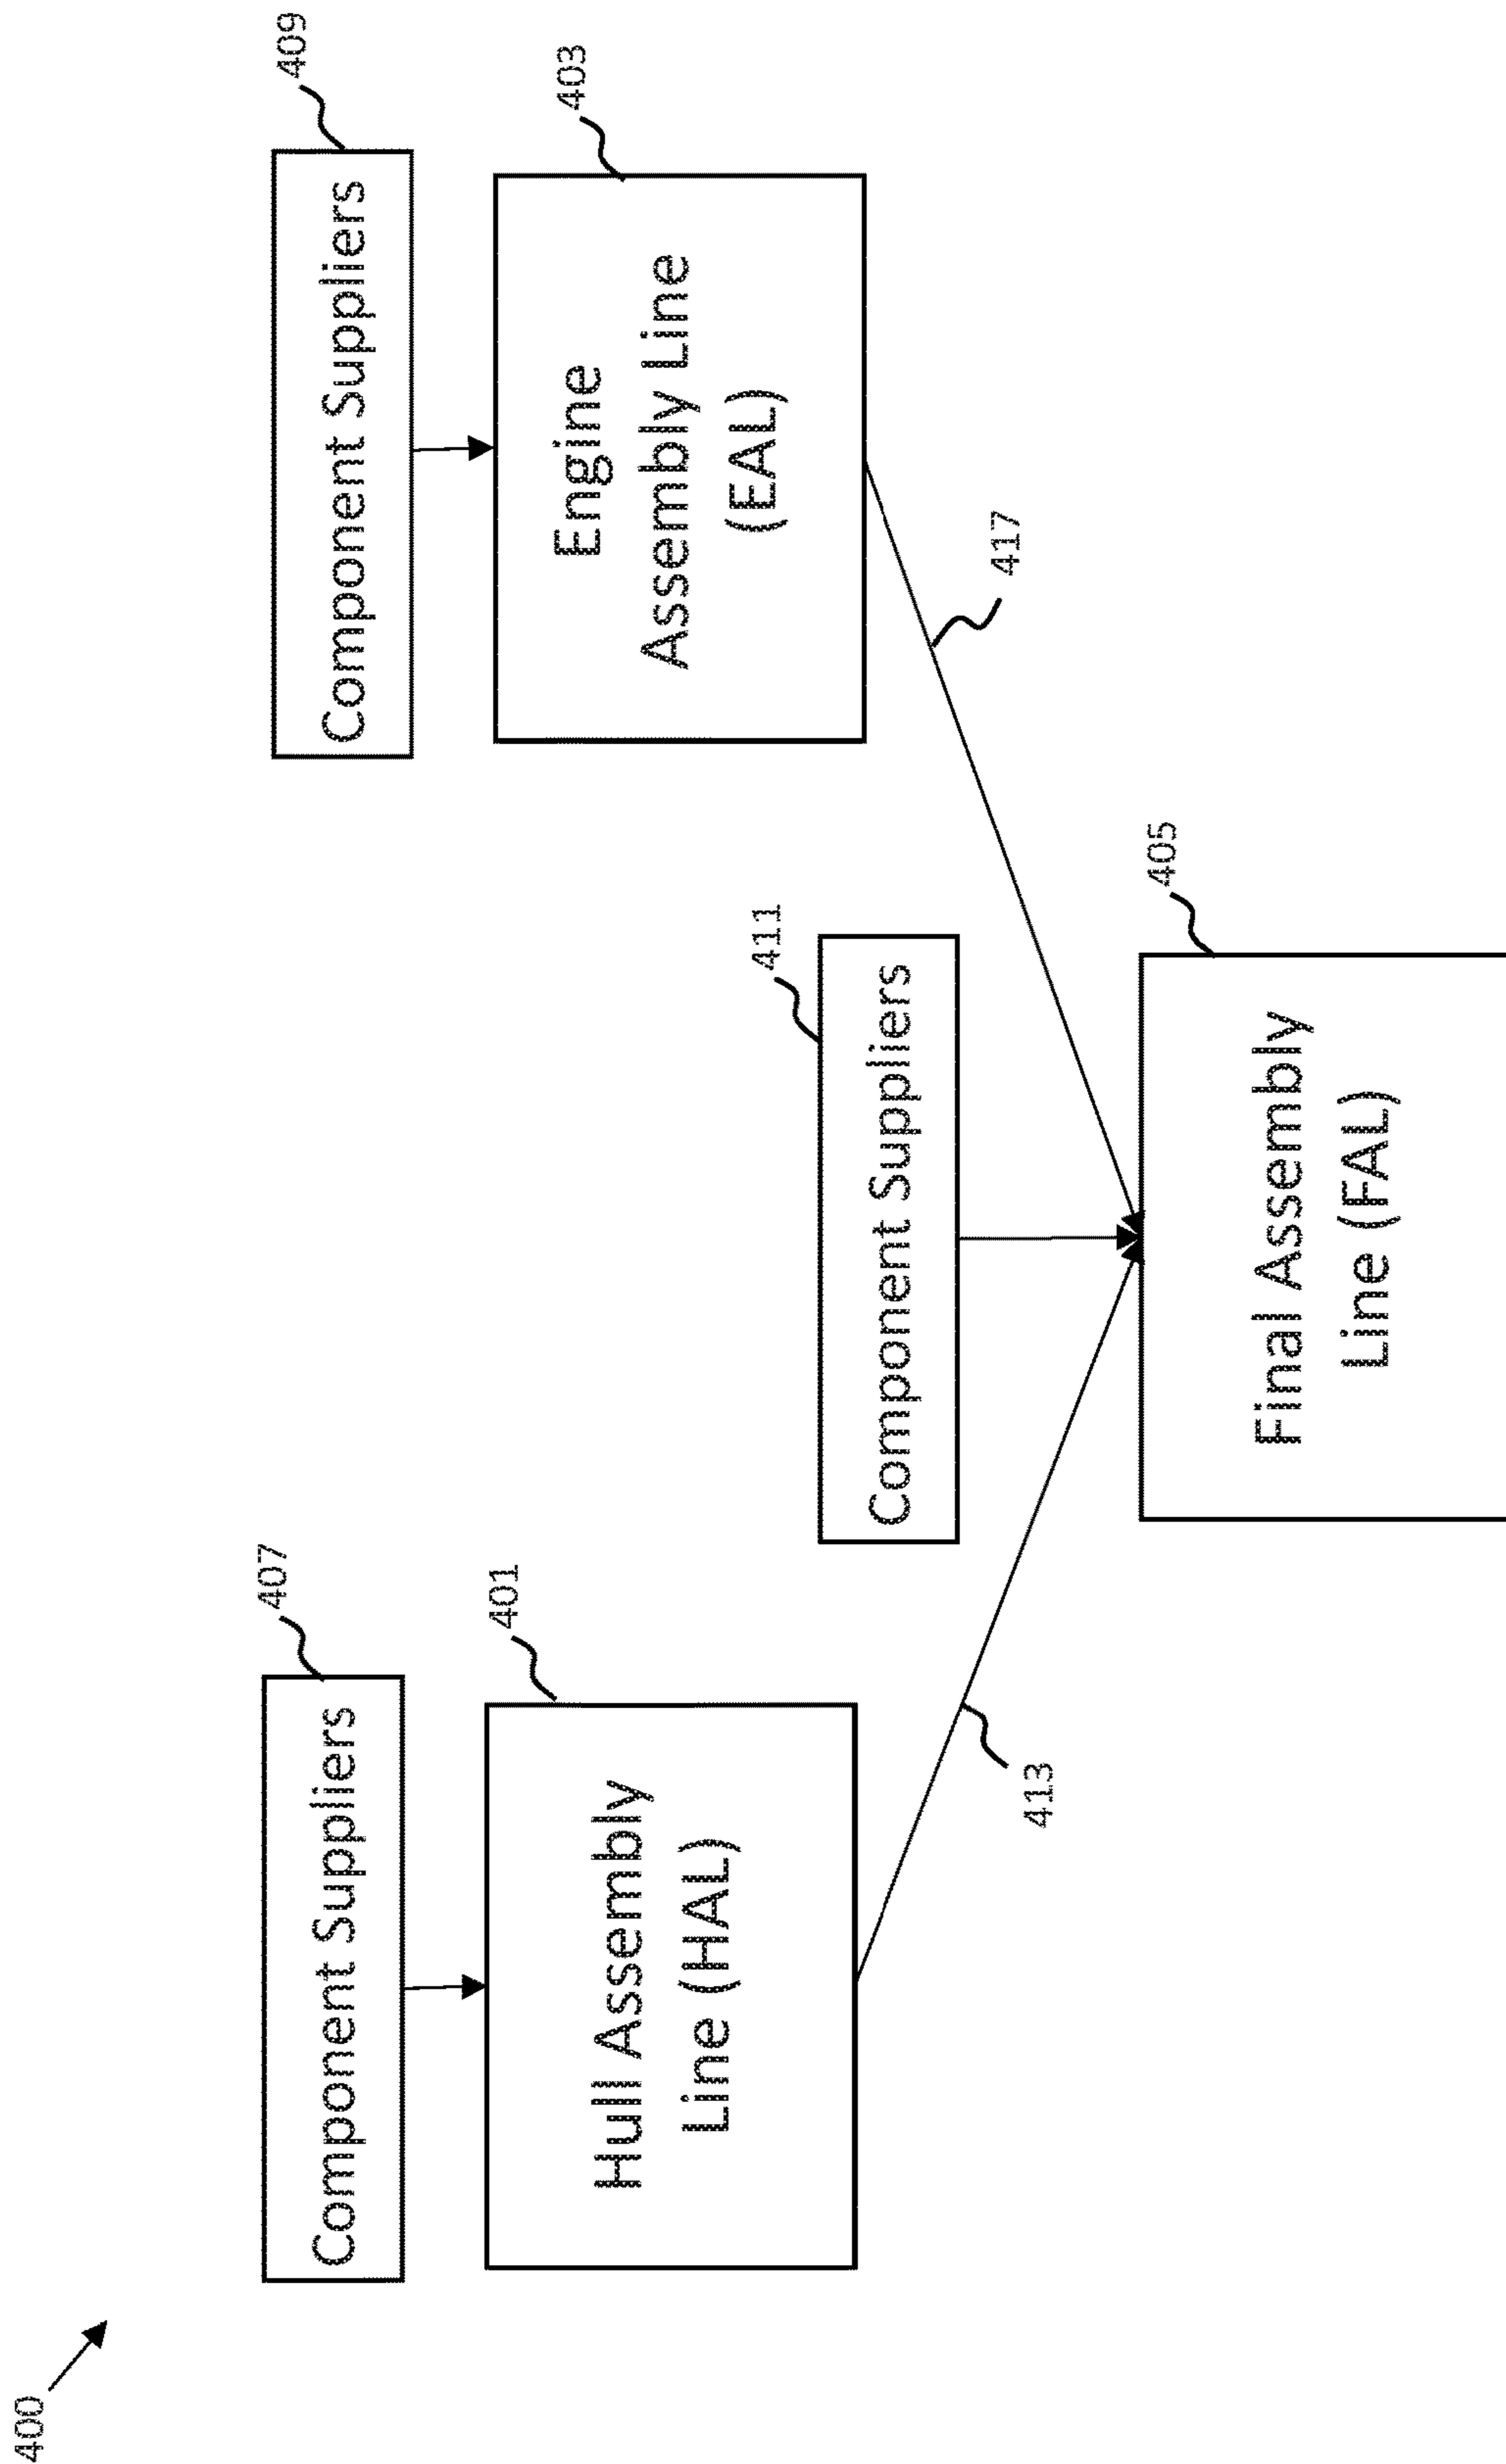 400
407
Component Suppliers
409
Component Suppliers
401
Hull Assembly
Line (HAL)
403
Engine
Assembly Line
(EAL)
411
Component Suppliers
413
417
405
Final Assembly
Line (FAL)